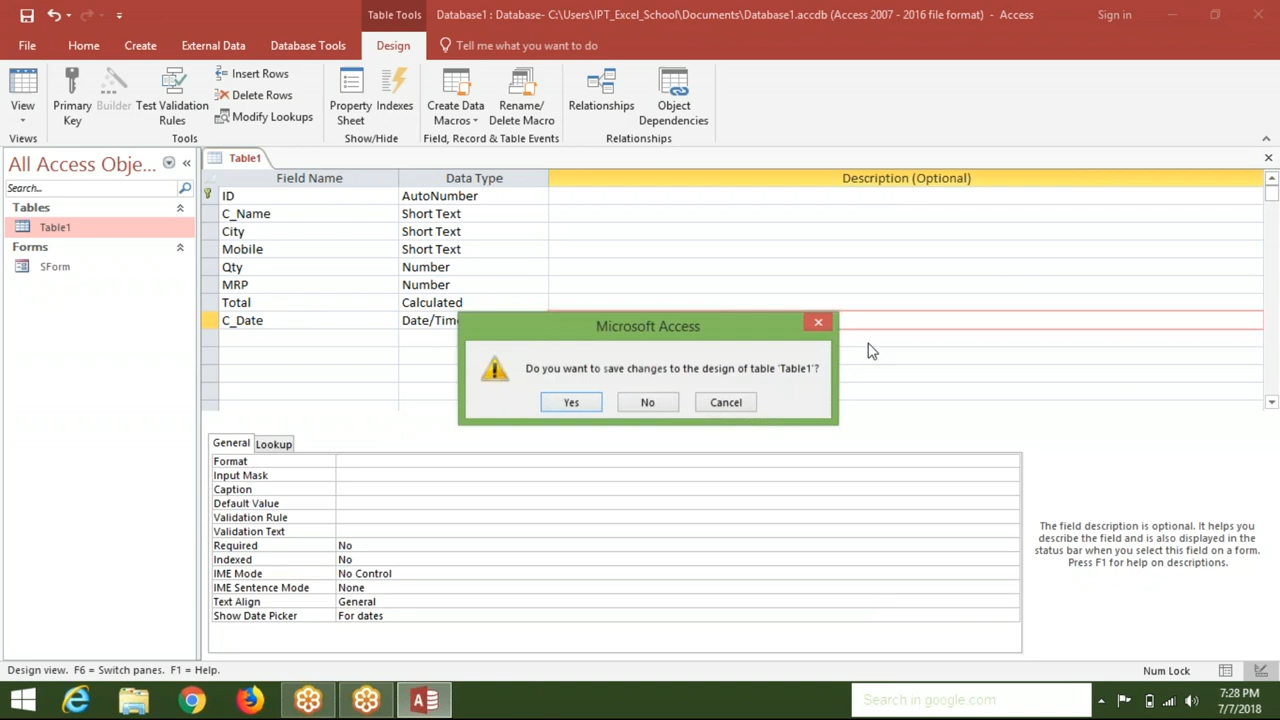 Table Tools
Database1 : Database- C:\Users\IPT_Excel_School\Documents\Database1.accdb (Access 2007 - 2016 file format) - Access
Sign in
File
Home
Create
External Data
Database Tools
Design
Tell me what you want to do
View
Primary Key
Builder
Test Validation Rules
Insert Rows
Delete Rows
Modify Lookups
Property Sheet
Indexes
Create Data Macros
Rename/ Delete Macro
Relationships
Object Dependencies
Views
Tools
Show/Hide
Field, Record & Table Events
Relationships
All Access Obje...
Search...
Tables
Table1
Forms
SForm
Table1
Field Name
Data Type
Description (Optional)
ID AutoNumber
C_Name Short Text
City Short Text
Mobile Short Text
Qty Number
MRP Number
Total Calculated
C_Date Date/Time
Microsoft Access
Do you want to save changes to the design of table 'Table1'?
Yes
No
Cancel
General
Lookup
Format
Input Mask
Caption
Default Value
Validation Rule
Validation Text
Required No
Indexed No
IME Mode No Control
IME Sentence Mode None
Text Align General
Show Date Picker For dates
The field description is optional. It helps you
describe the field and is also displayed in the
status bar when you select this field on a form.
Press F1 for help on descriptions.
Design view. F6 = Switch panes. F1 = Help.
Num Lock
Search in google.com
7:28 PM
7/7/2018